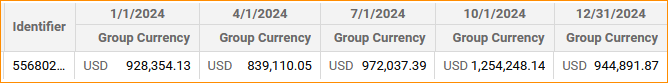 Identifier 1/1/2024 4/1/2024 7/1/2024 10/1/2024 12/31/2024
Group Currency Group Currency Group Currency Group Currency Group Currency
556802... USD 928,354.13 USD 839,110.05 USD 972,037.39 USD 1,254,248.14 USD 944,891.87